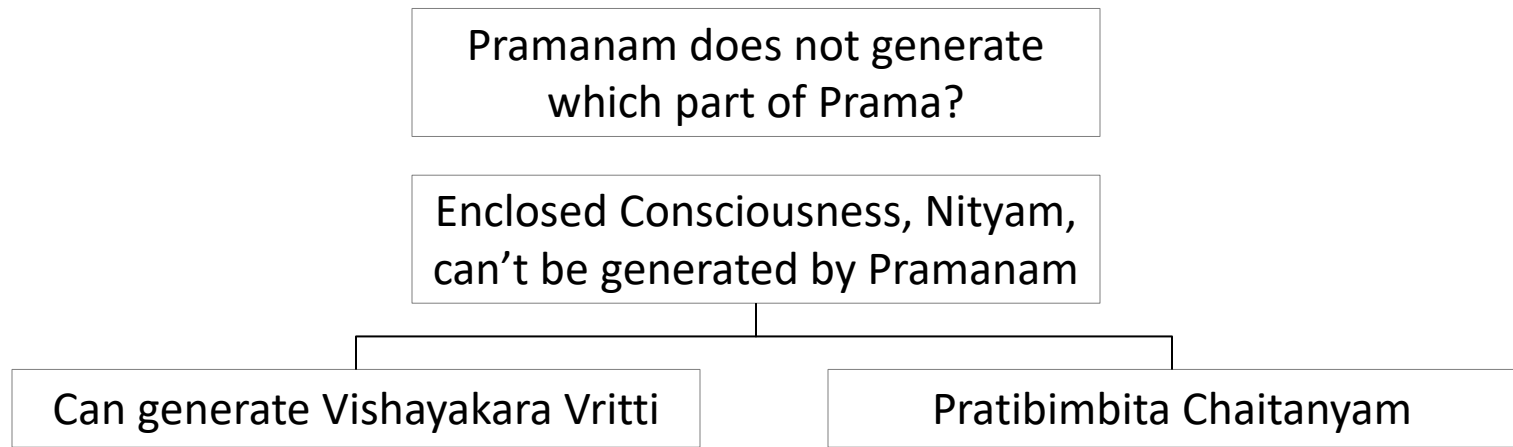 Pramanam does not generate
which part of Prama?
Enclosed Consciousness, Nityam,
can’t be generated by Pramanam
Can generate Vishayakara Vritti
Pratibimbita Chaitanyam